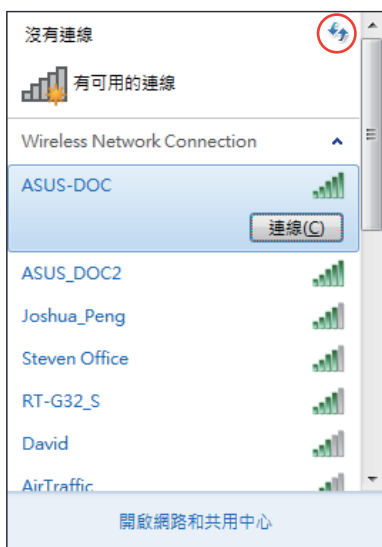 沒有連線
有可用的連線
Wireless Network Connection
ASUS-DOC
連線(C)
ASUS_DOC2
Joshua_Peng
Steven Office
RT-G32_S
David
AirTraffic
開啟網路和共用中心